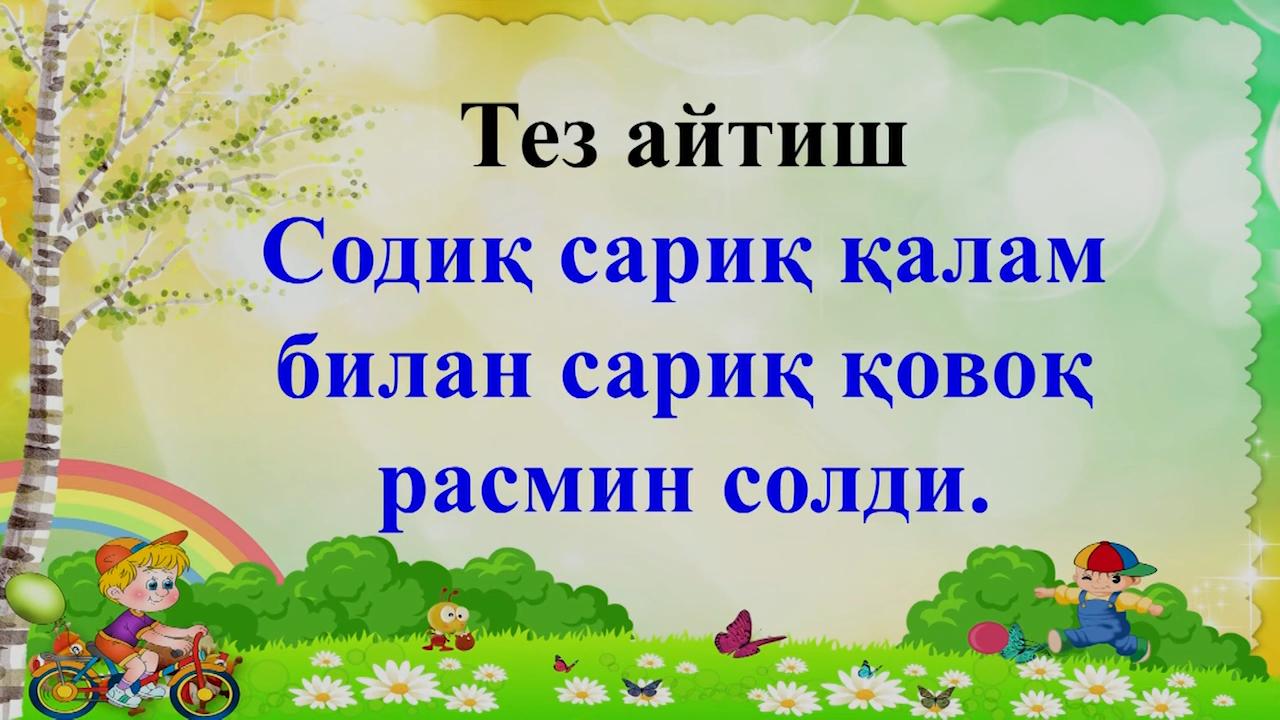 Тез айтиш
Содиқ сариқ қалам
билан сариқ қовоқ
расмин солди.